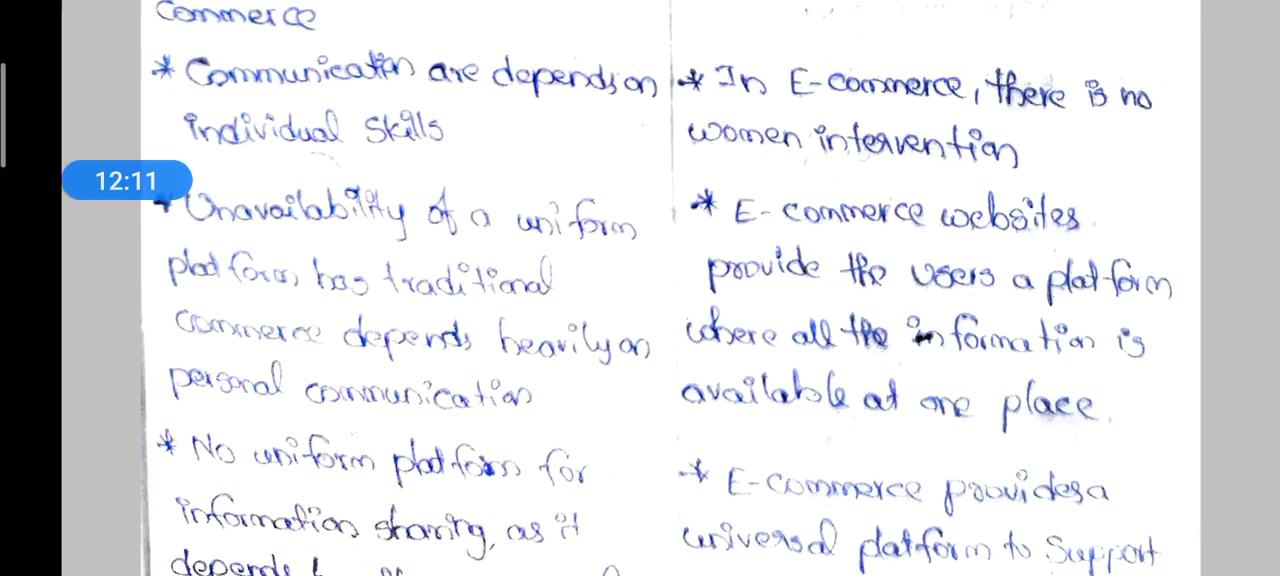 Commerce
* Communication are depends on
individual skills
* Unavailability of a uniform
platform has traditional
commerce depends heavily on
personal communication
* No uniform platform for
information sharing, as it
depends
* In E-commerce, there is no
women intervention
* E-commerce websites
provide the users a platform
where all the information is
available at one place.
* E-commerce provides a
universal platform to support
12:11